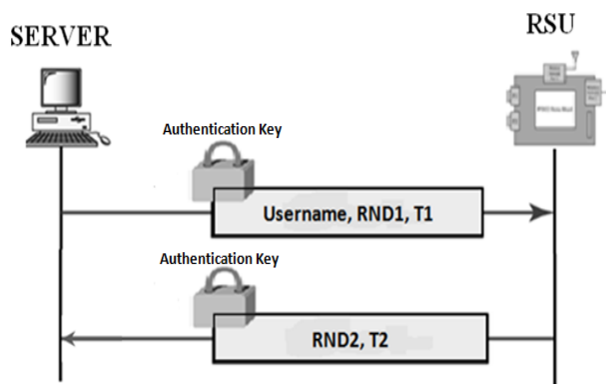 SERVER
RSU
Authentication Key
Username, RND1, T1
Authentication Key
RND2, T2